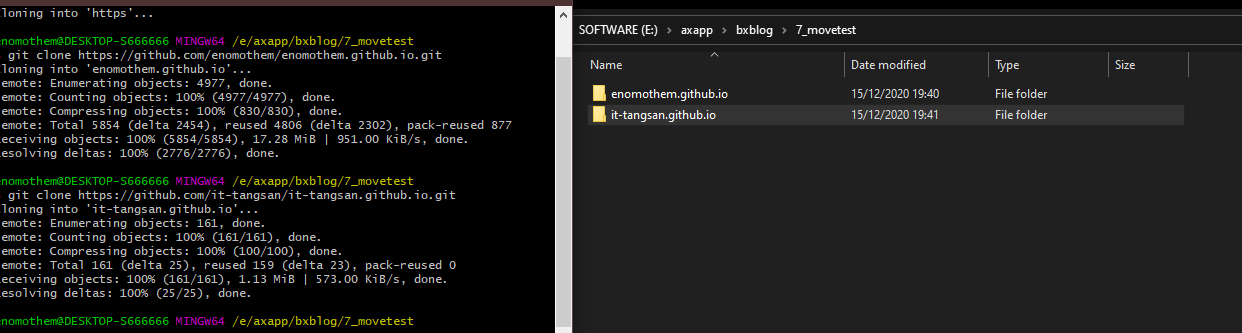 loning into 'https'...
enomothem@DESKTOP-S666666 MINGW64 /e/axapp/bxblog/7_movetest
git clone https://github.com/enomothem/enomothem.github.io.git
loning into 'enomothem.github.io'...
emote: Enumerating objects: 4977, done.
emote: Counting objects: 100% (4977/4977), done.
emote: Compressing objects: 100% (830/830), done.
emote: Total 5854 (delta 2454), reused 4806 (delta 2302), pack-reused 877
eceiving objects: 100% (5854/5854), 17.28 MiB | 951.00 KiB/s, done.
esolving deltas: 100% (2776/2776), done.
enomothem@DESKTOP-S666666 MINGW64 /e/axapp/bxblog/7_movetest
git clone https://github.com/it-tangsan/it-tangsan.github.io.git
loning into 'it-tangsan.github.io'...
emote: Enumerating objects: 161, done.
emote: Counting objects: 100% (161/161), done.
emote: Compressing objects: 100% (100/100), done.
emote: Total 161 (delta 25), reused 159 (delta 23), pack-reused 0
eceiving objects: 100% (161/161), 1.13 MiB | 573.00 KiB/s, done.
esolving deltas: 100% (25/25), done.
enomothem@DESKTOP-S666666 MINGW64 /e/axapp/bxblog/7_movetest
SOFTWARE (E:) > axapp > bxblog > 7_movetest
Name Date modified Type Size
enomothem.github.io 15/12/2020 19:40 File folder
it-tangsan.github.io 15/12/2020 19:41 File folder